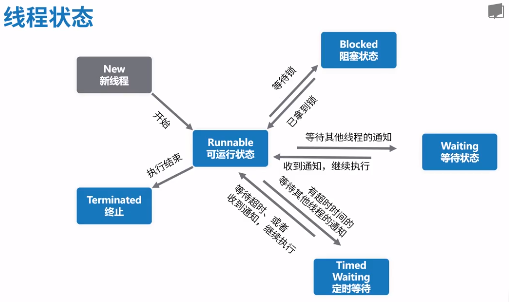 线程状态
New
新线程
Blocked
阻塞状态
开始
等待锁
已拿到锁
Runnable
可运行状态
等待其他线程的通知
收到通知，继续执行
Waiting
等待状态
执行结束
Terminated
终止
有超时时间的
等待其他线程的通知
等待超时、或者
收到通知，继续执行
Timed
Waiting
定时等待